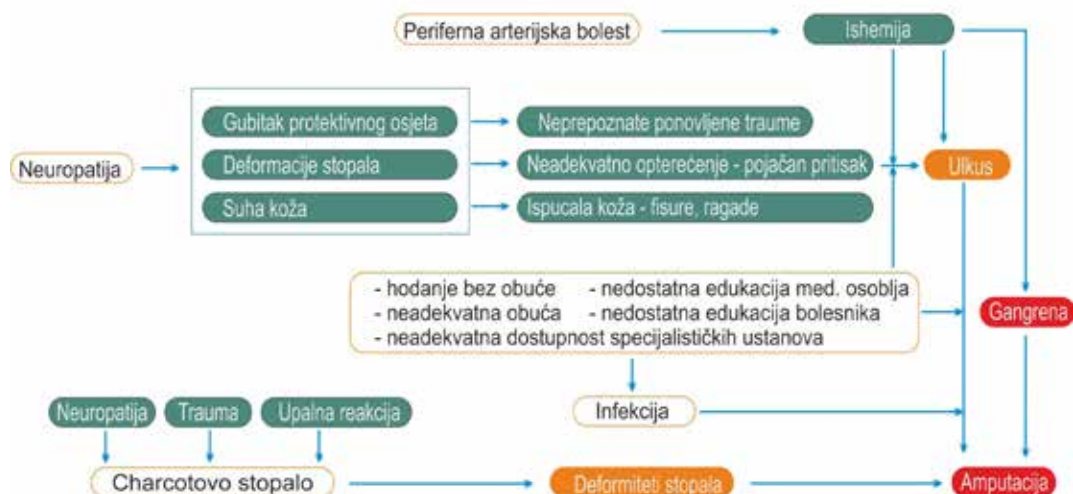 Periferna arterijska bolest
Ishemija
Gubitak protektivnog osjeta
Neprepoznate ponovljene traume
Neuropatija
Deformacije stopala
Neadekvatno opterećenje - pojačan pritisak
Ulkus
Suha koža
Ispucala koža - fisure, ragade
- hodanje bez obuće - nedostatna edukacija med. osoblja
- neadekvatna obuća - nedostatna edukacija bolesnika
- neadekvatna dostupnost specijalističkih ustanova
Gangrena
Neuropatija
Trauma
Upalna reakcija
Infekcija
Charcotovo stopalo
Deformiteti stopala
Amputacija